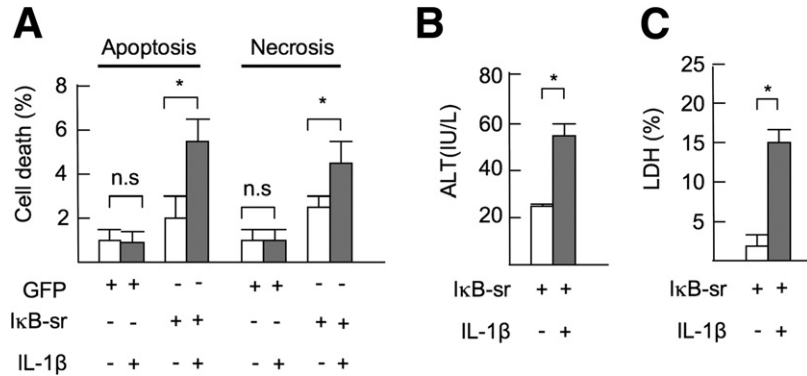 A
B
C
Apoptosis Necrosis
Cell death (%)
8
6
4
2
n.s
*
n.s
*
GFP + + - - + + - -
IκB-sr - - + + - - + +
IL-1β - + - + - + - +
ALT(IU/L)
80
60
40
20
*
IκB-sr + +
IL-1β - +
LDH (%)
25
20
15
10
5
*
IκB-sr + +
IL-1β - +